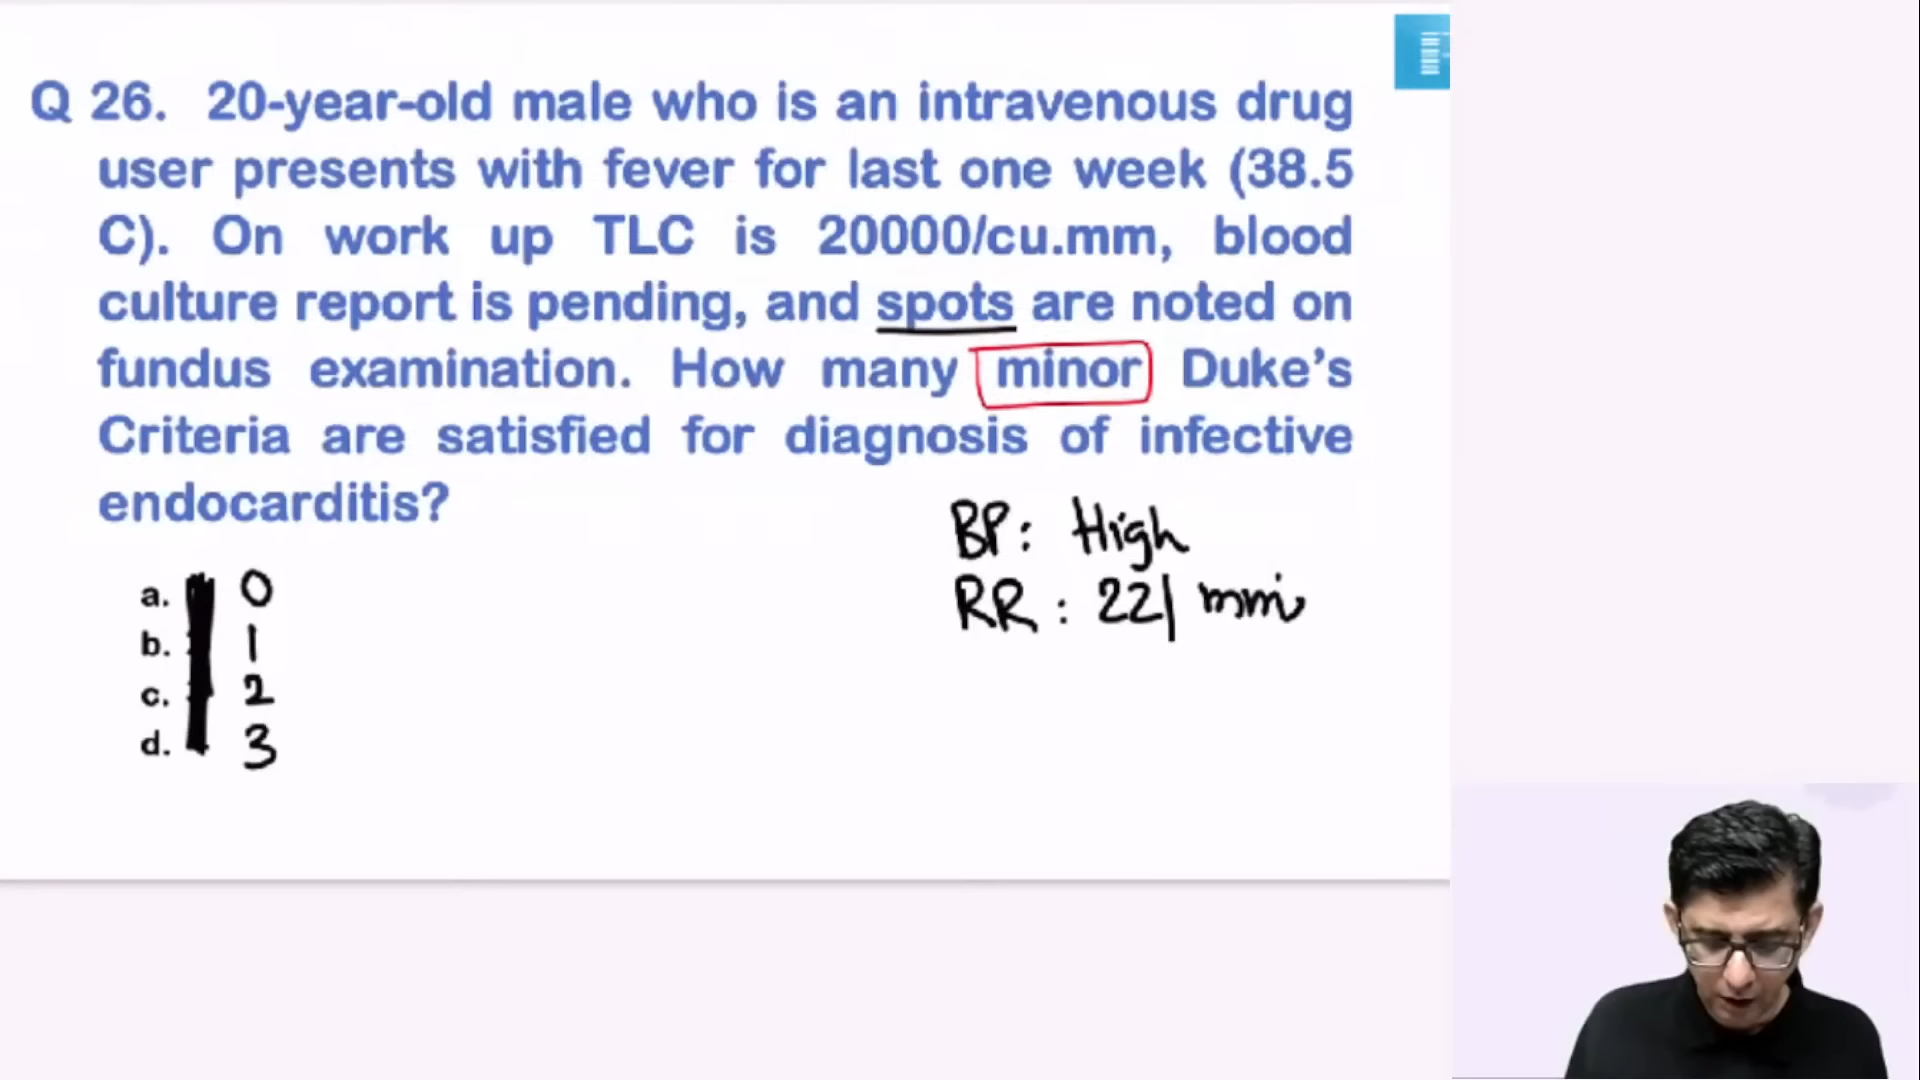 Q 26. 20-year-old male who is an intravenous drug
user presents with fever for last one week (38.5
C). On work up TLC is 20000/cu.mm, blood
culture report is pending, and spots are noted on
fundus examination. How many minor Duke's
Criteria are satisfied for diagnosis of infective
endocarditis?
BP: High
RR: 22/
a. 0
b. 1
c. 2
d. 3